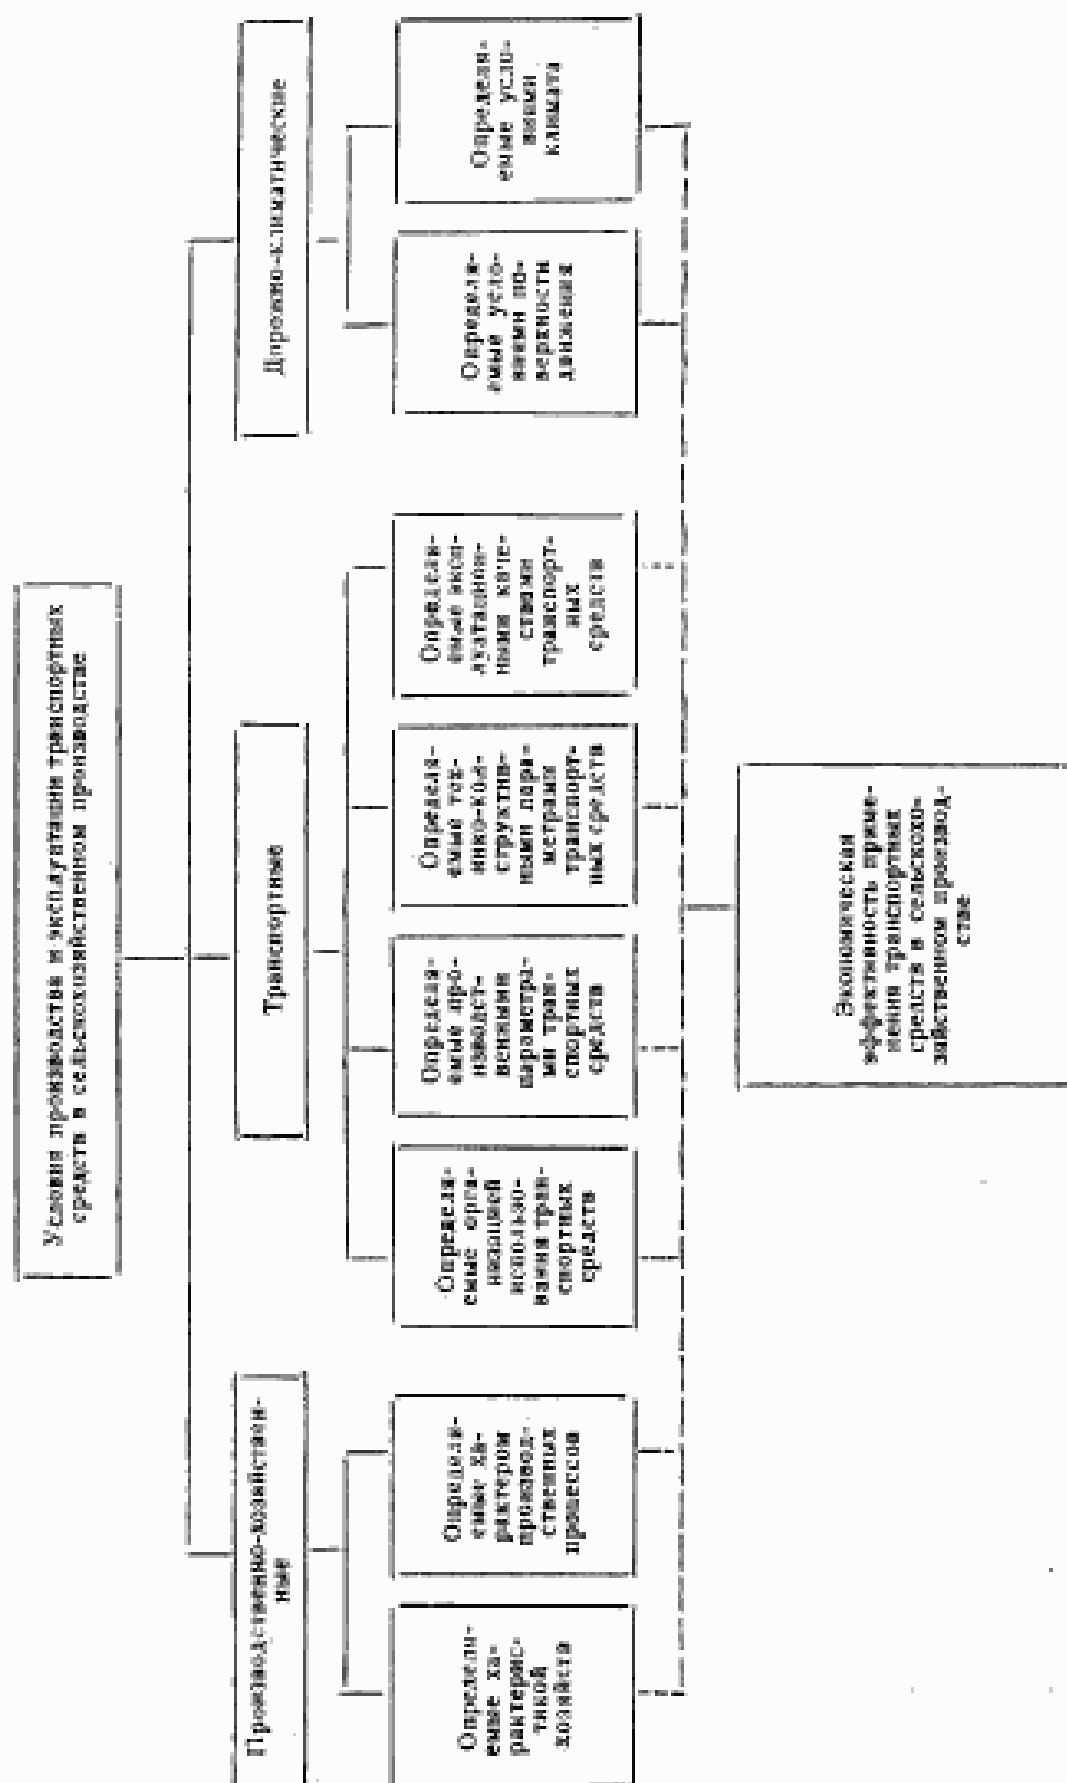 Условия производства и эксплуатации транспортных
средств в сельскохозяйственном производстве
Производственно-хозяйствен-
ные
Транспортные
Дорожно-климатические
Определя-
емые ха-
рактерис-
тикой
хозяйств
Определя-
емые ха-
рактером
производ-
ственных
процессов
Определя-
емые орга-
низацией
использо-
вания тран-
спортных
средств
Определя-
емые про-
изводст-
венными
параметра-
ми тран-
спортных
средств
Определя-
емые тех-
нико-кон-
структив-
ными пара-
метрами
транспорт-
ных средств
Определя-
емые эксп-
луатацион-
ными каче-
ствами
транспорт-
ных
средств
Определя-
емые усло-
виями по-
верхности
движения
Определя-
емые усло-
виями
климата
Экономическая
эффективность приме-
нения транспортных
средств в сельскохо-
зяйственном производ-
стве